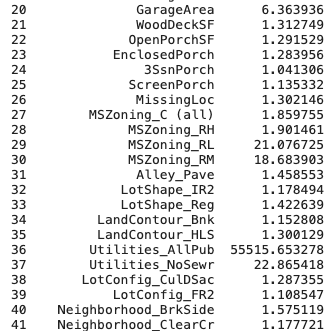 20 GarageArea 6.363936
21 WoodDeckSF 1.312749
22 OpenPorchSF 1.291529
23 EnclosedPorch 1.283956
24 3SsnPorch 1.041306
25 ScreenPorch 1.135332
26 MissingLoc 1.302146
27 MSZoning_C (all) 1.859755
28 MSZoning_RH 1.901461
29 MSZoning_RL 21.076725
30 MSZoning_RM 18.683903
31 Alley_Pave 1.458553
32 LotShape_IR2 1.178494
33 LotShape_Reg 1.422639
34 LandContour_Bnk 1.152808
35 LandContour_HLS 1.300129
36 Utilities_AllPub 55515.653278
37 Utilities_NoSewr 22.865418
38 LotConfig_CulDSac 1.287355
39 LotConfig_FR2 1.108547
40 Neighborhood_BrkSide 1.575119
41 Neighborhood_ClearCr 1.177721